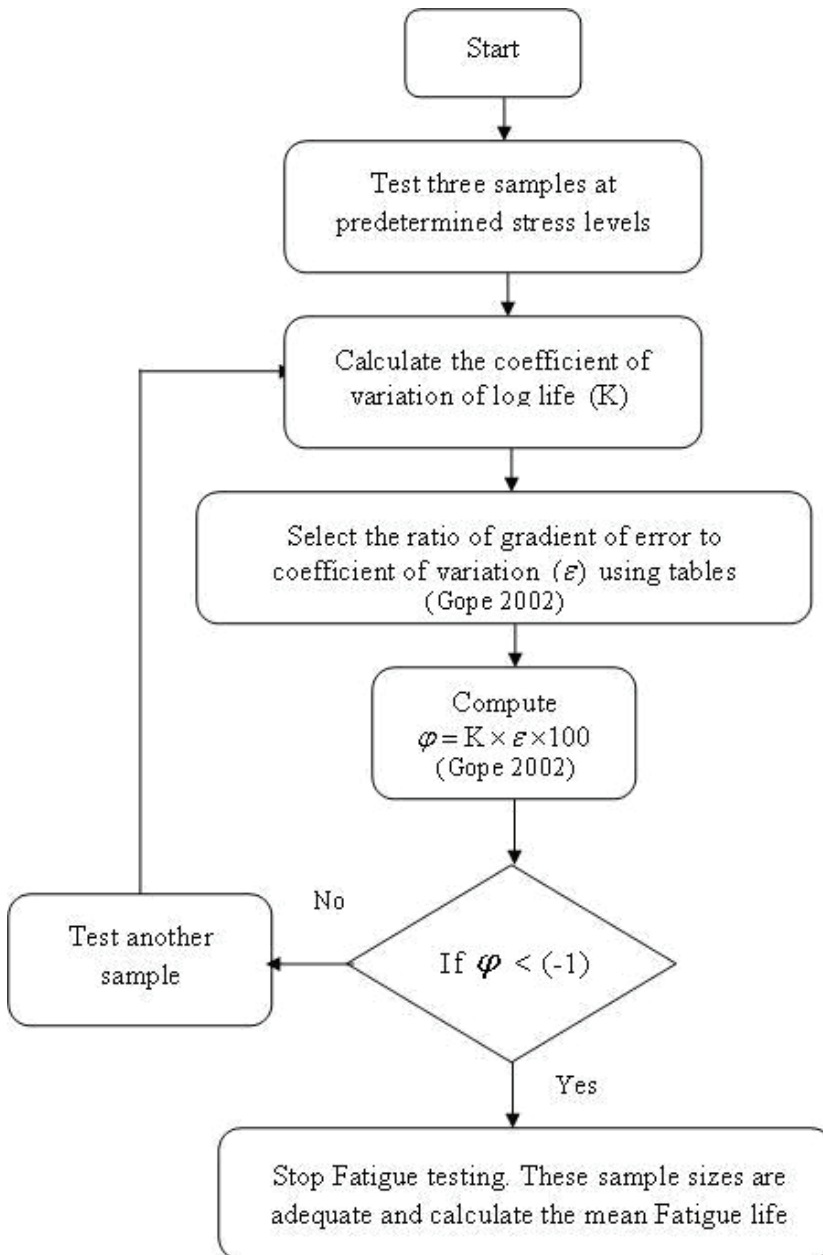 Start
Test three samples at
predetermined stress levels
Calculate the coefficient of
variation of log life (K)
Select the ratio of gradient of error to
coefficient of variation (ε) using tables
(Gope 2002)
Compute
φ = K × ε × 100
(Gope 2002)
If φ < (-1)
No
Test another
sample
Yes
Stop Fatigue testing. These sample sizes are
adequate and calculate the mean Fatigue life